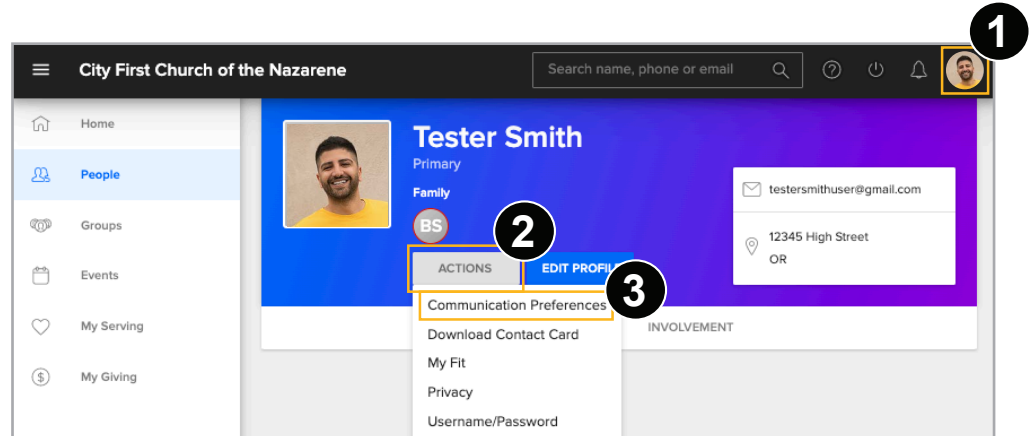 1
City First Church of the Nazarene
Search name, phone or email
Home
People
Groups
Events
My Serving
$
My Giving
Tester Smith
Primary
Family
BS
2
ACTIONS
EDIT PROFIL
3
Communication Preferences
Download Contact Card
My Fit
Privacy
Username/Password
INVOLVEMENT
testersmithuser@gmail.com
12345 High Street
OR